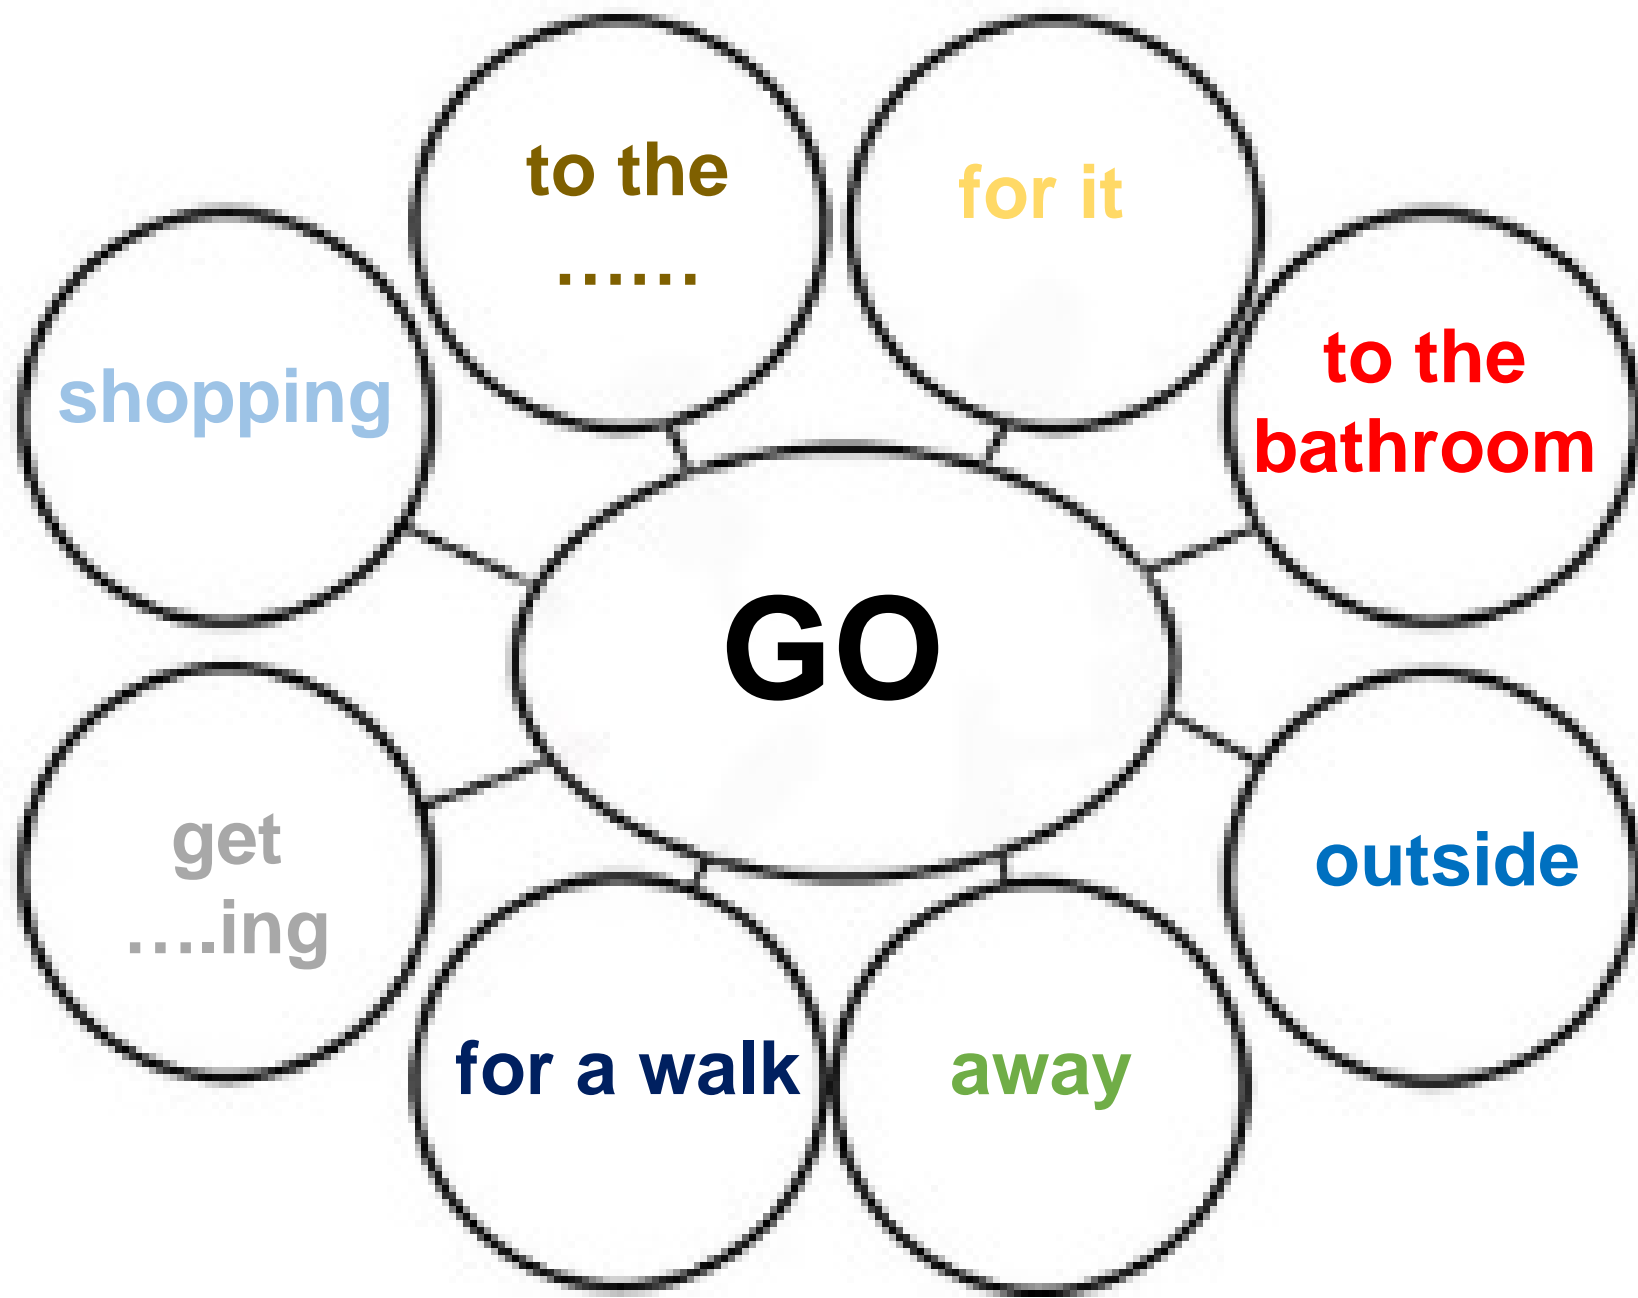 to the
......
for it
shopping
to the
bathroom
GO
get
.....ing
outside
for a walk
away